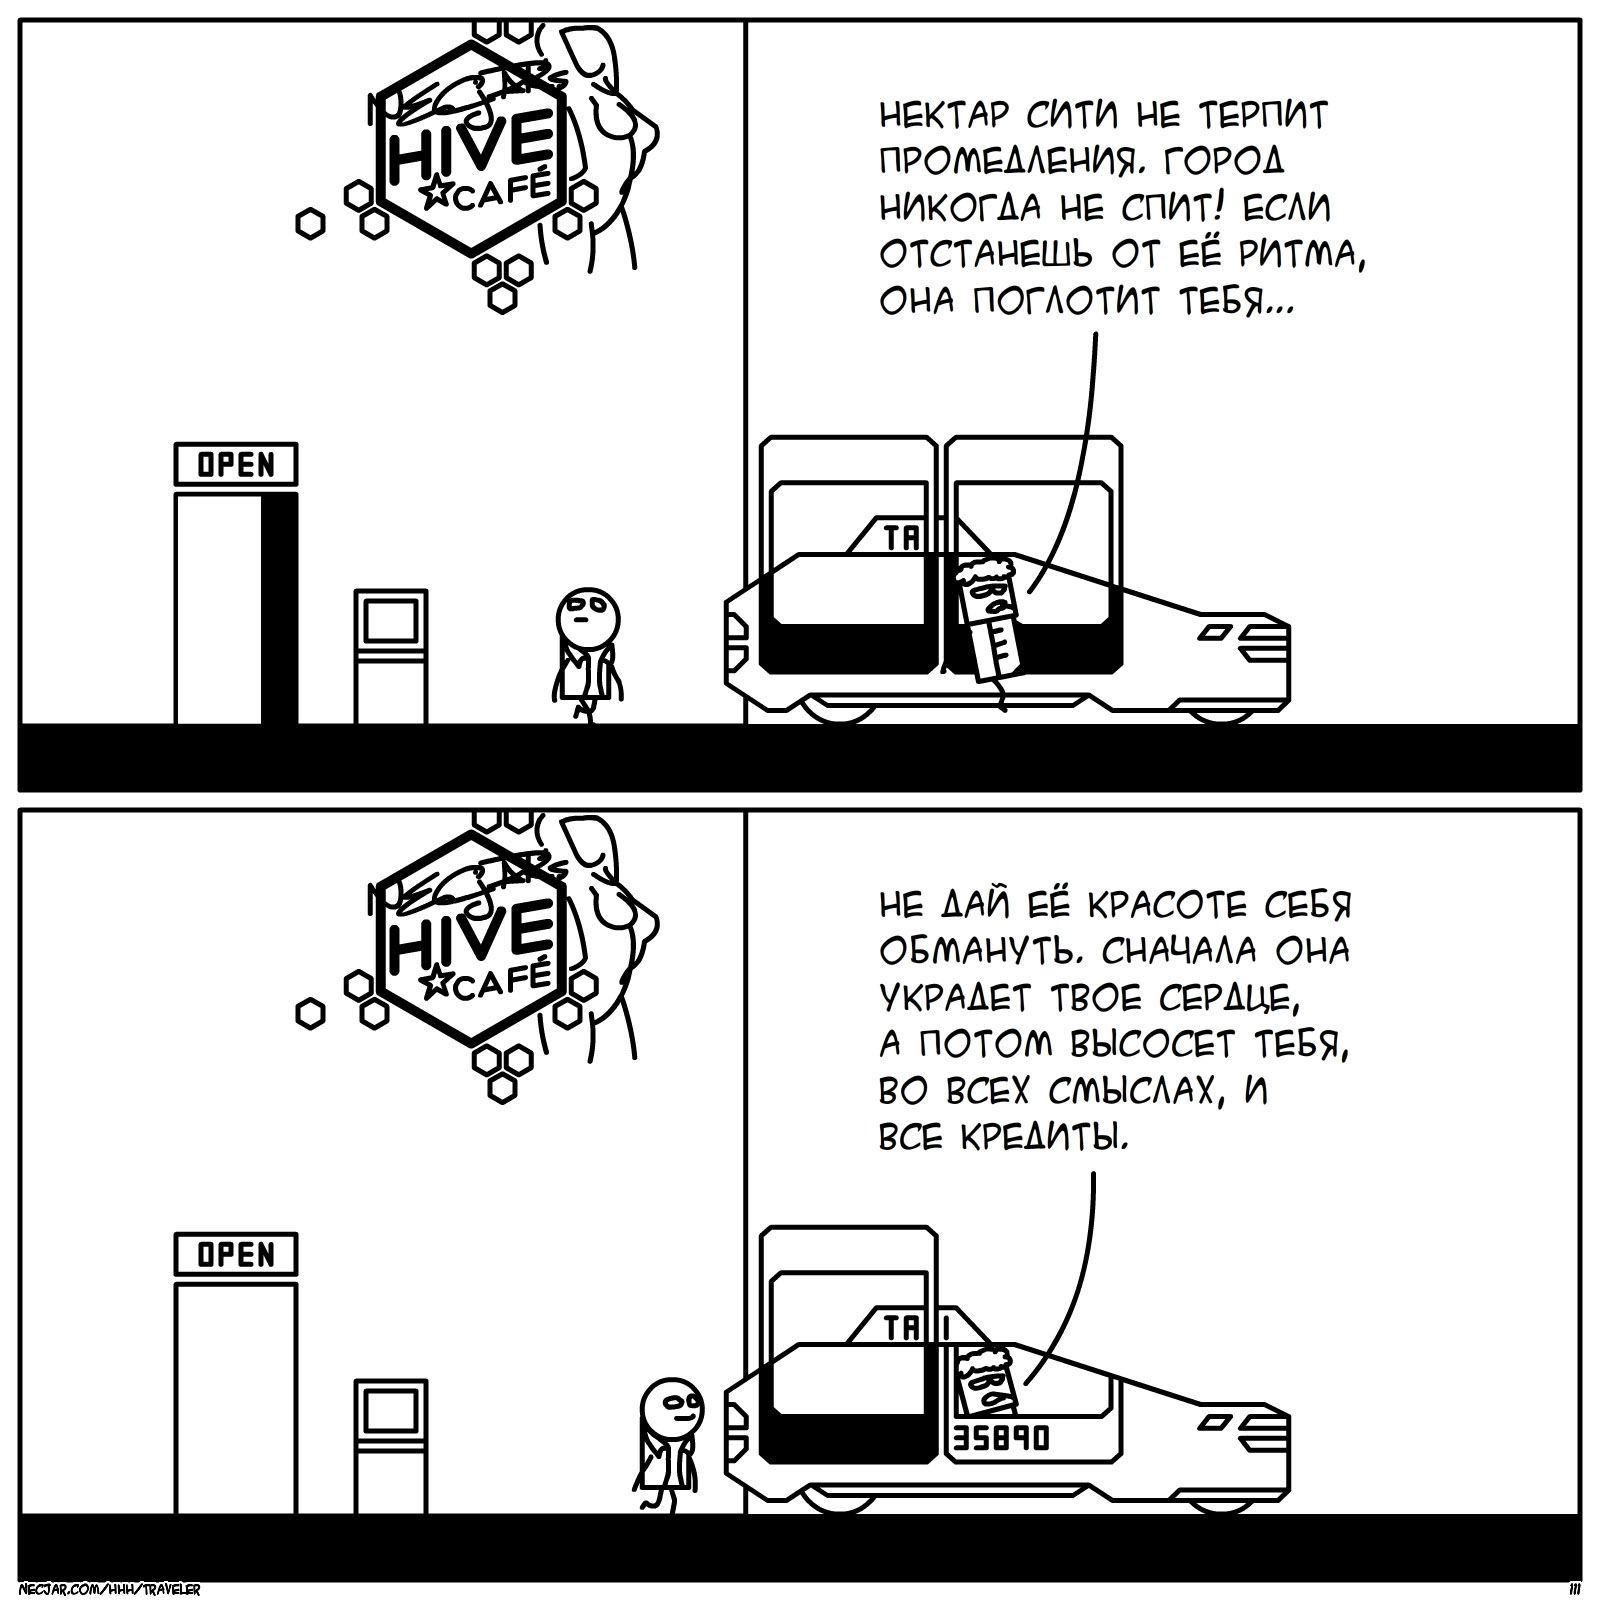 HIVE
CAFÉ
НЕКТАР СИТИ НЕ ТЕРПИТ
ПРОМЕДЛЕНИЯ. ГОРОД
НИКОГДА НЕ СПИТ! ЕСЛИ
ОТСТАНЕШЬ ОТ ЕЁ РИТМА,
ОНА ПОГЛОТИТ ТЕБЯ...
OPEN
TA
HIVE
CAFÉ
НЕ ДАЙ ЕЁ КРАСОТЕ СЕБЯ
ОБМАНУТЬ. СНАЧАЛА ОНА
УКРАДЕТ ТВОЕ СЕРДЦЕ,
А ПОТОМ ВЫСОСЕТ ТЕБЯ,
ВО ВСЕХ СМЫСЛАХ, И
ВСЕ КРЕДИТЫ.
OPEN
TA I
35890
NECJAR.COM/HHH/TRAVELER
111